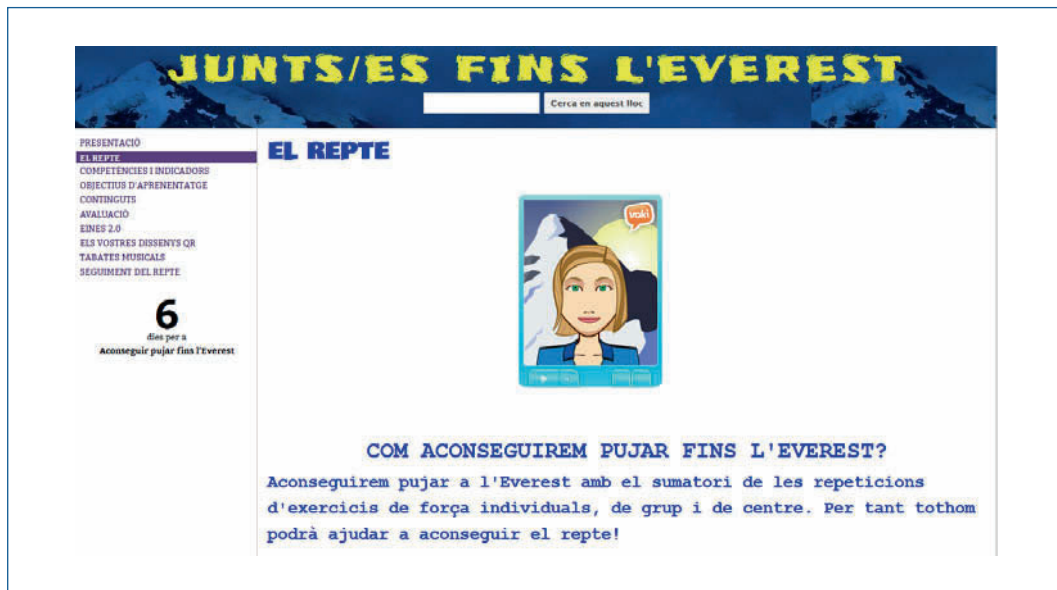 JUNTS/ES FINS L'EVEREST
Cerca en aquest lloc
PRESENTACIÓ
EL REPTE
COMPETÈNCIES I INDICADORS
OBJECTIUS D'APRENENTATGE
CONTINGUTS
AVALUACIÓ
EINES 2.0
ELS VOSTRES DISSENYS QR
TABATES MUSICALS
SEGUIMENT DEL REPTE
6
dies per a
Aconseguir pujar fins l'Everest
EL REPTE
voki
COM ACONSEGUIREM PUJAR FINS L'EVEREST?
Aconseguirem pujar a l'Everest amb el sumatori de les repeticions
d'exercicis de força individuals, de grup i de centre. Per tant tothom
podrà ajudar a aconseguir el repte!